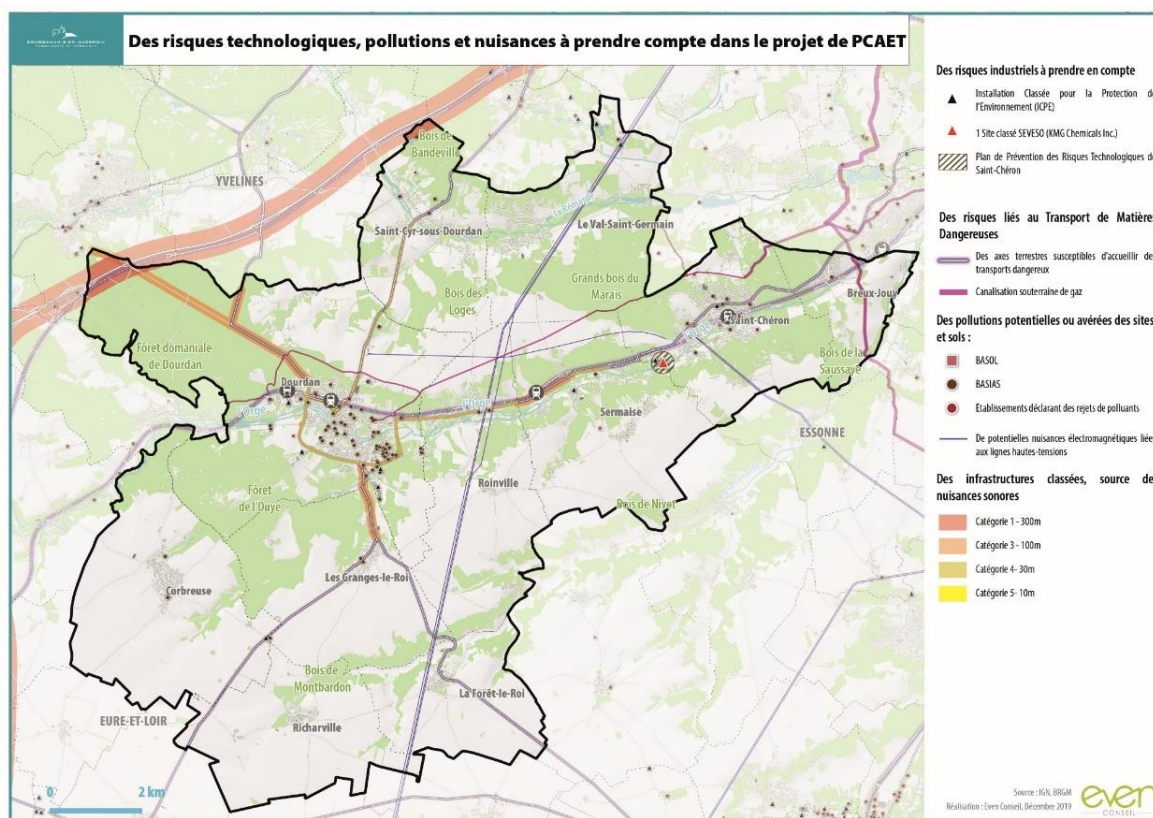 Des risques technologiques, pollutions et nuisances à prendre compte dans le projet de PCAET
Des risques industriels à prendre en compte
Installation Classée pour la Protection de
l'Environnement (ICPE)
1 Site classé SEVESO (KMG Chemicals Inc.)
Plan de Prévention des Risques Technologiques de
Saint-Chéron
Des risques liés au Transport de Matières
Dangereuses
Des axes terrestres susceptibles d'accueillir de
transports dangereux
Canalisation souterraine de gaz
Des pollutions potentielles ou avérées des sites
et sols :
BASOL
BASIAS
Etablissements déclarant des rejets de polluants
De potentielles nuisances électromagnétiques liée
aux lignes hautes-tensions
Des infrastructures classées, source de
nuisances sonores
Catégorie 1 - 300m
Catégorie 3 - 100m
Catégorie 4 - 30m
Catégorie 5- 10m
Bois de
Bandeville
YVELINES
la Rémarde
Saint-Cyr-sous-Dourdan
Le Val-Saint-Germain
Grands bois du
Marais
Bois des
Loges
Breux-Jouy
Saint-Chéron
Fôret domaniale
de Dourdan
Bois de la
Saussaye
Dourdan
l'Orge
l'Orge
Sermaise
ESSONNE
Roinville
Fôret
de l'Ouye
Bois de Nivet
Les Granges-le-Roi
Corbreuse
Bois de
Montbardon
La Forêt-le-Roi
EURE-ET-LOIR
Richarville
0 2 km
Source : IGN, BRGM
Réalisation : Even Conseil, Décembre 2019
even
CONSEIL